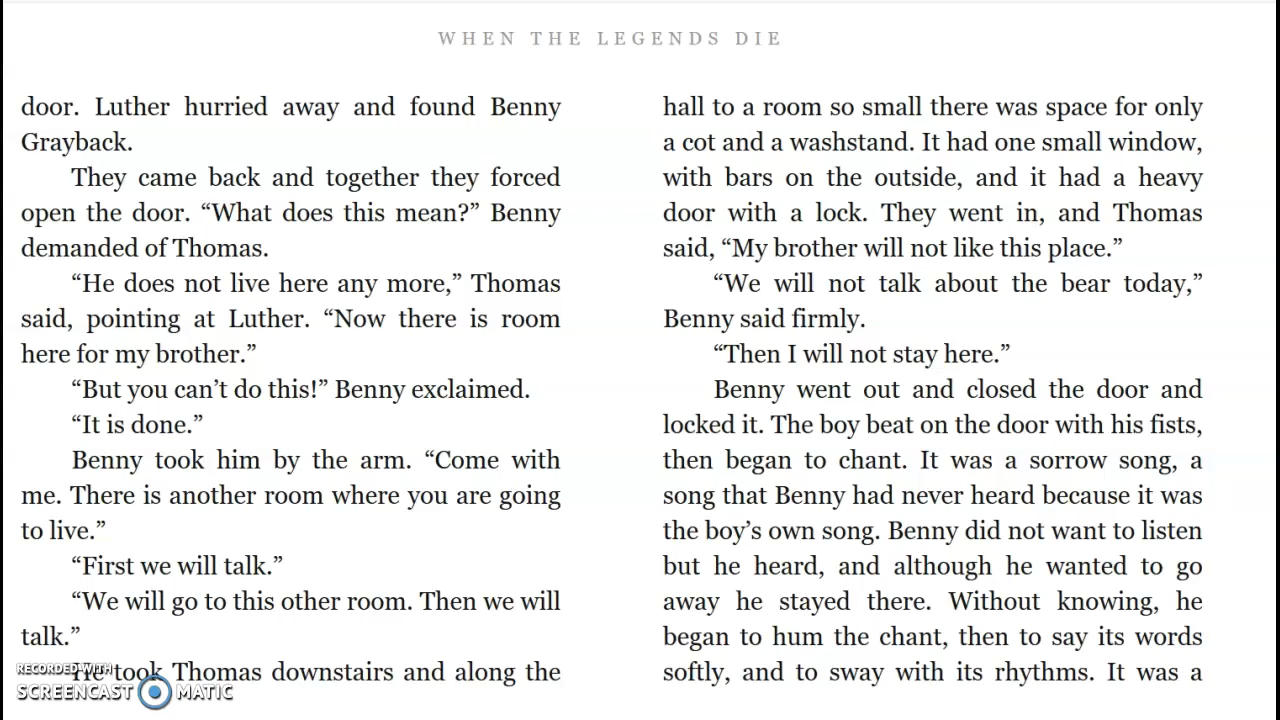 WHEN THE LEGENDS DIE
door. Luther hurried away and found Benny
Grayback.
They came back and together they forced
open the door. “What does this mean?” Benny
demanded of Thomas.
“He does not live here any more,” Thomas
said, pointing at Luther. “Now there is room
here for my brother.”
“But you can’t do this!” Benny exclaimed.
“It is done.”
Benny took him by the arm. “Come with
me. There is another room where you are going
to live.”
“First we will talk.”
“We will go to this other room. Then we will
talk.”
He took Thomas downstairs and along the
hall to a room so small there was space for only
a cot and a washstand. It had one small window,
with bars on the outside, and it had a heavy
door with a lock. They went in, and Thomas
said, “My brother will not like this place.”
“We will not talk about the bear today,”
Benny said firmly.
“Then I will not stay here.”
Benny went out and closed the door and
locked it. The boy beat on the door with his fists,
then began to chant. It was a sorrow song, a
song that Benny had never heard because it was
the boy’s own song. Benny did not want to listen
but he heard, and although he wanted to go
away he stayed there. Without knowing, he
began to hum the chant, then to say its words
softly, and to sway with its rhythms. It was a
RECORDED WITH
SCREENCAST MATIC